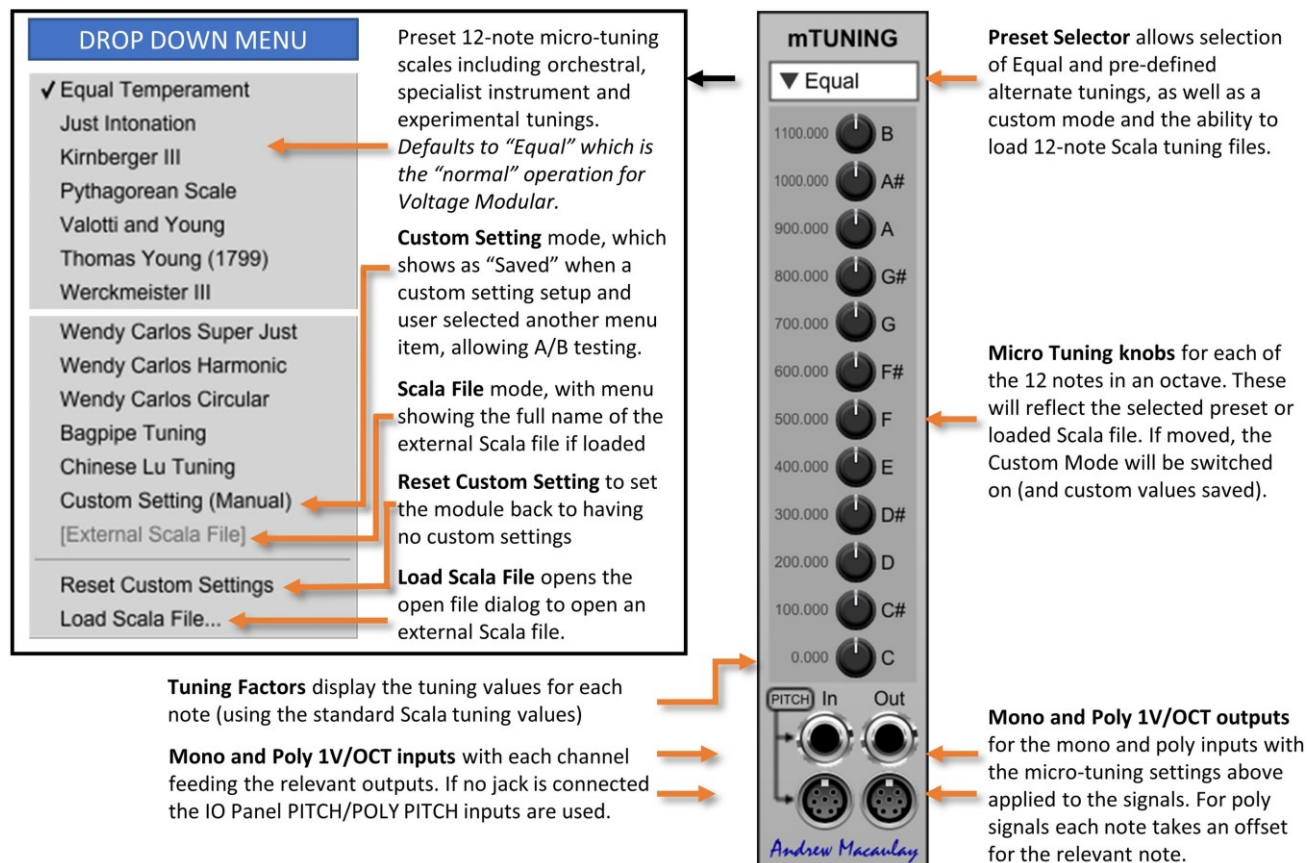 DROP DOWN MENU
✓ Equal Temperament
Just Intonation
Kirnberger III
Pythagorean Scale
Valotti and Young
Thomas Young (1799)
Werckmeister III
Wendy Carlos Super Just
Wendy Carlos Harmonic
Wendy Carlos Circular
Bagpipe Tuning
Chinese Lu Tuning
Custom Setting (Manual)
[External Scala File]
Reset Custom Settings
Load Scala File...
Preset 12-note micro-tuning
scales including orchestral,
specialist instrument and
experimental tunings.
Defaults to “Equal” which is
the “normal” operation for
Voltage Modular.
Custom Setting mode, which
shows as “Saved” when a
custom setting setup and
user selected another menu
item, allowing A/B testing.
Scala File mode, with menu
showing the full name of the
external Scala file if loaded
Reset Custom Setting to set
the module back to having
no custom settings
Load Scala File opens the
open file dialog to open an
external Scala file.
Tuning Factors display the tuning values for each
note (using the standard Scala tuning values)
Mono and Poly 1V/OCT inputs with each channel
feeding the relevant outputs. If no jack is connected
the IO Panel PITCH/POLY PITCH inputs are used.
mTUNING
▼ Equal
1100.000 B
1000.000 A#
900.000 A
800.000 G#
700.000 G
600.000 F#
500.000 F
400.000 E
300.000 D#
200.000 D
100.000 C#
0.000 C
PITCH In Out
Andrew Macaulay
Preset Selector allows selection
of Equal and pre-defined
alternate tunings, as well as a
custom mode and the ability to
load 12-note Scala tuning files.
Micro Tuning knobs for each of
the 12 notes in an octave. These
will reflect the selected preset or
loaded Scala file. If moved, the
Custom Mode will be switched
on (and custom values saved).
Mono and Poly 1V/OCT outputs
for the mono and poly inputs with
the micro-tuning settings above
applied to the signals. For poly
signals each note takes an offset
for the relevant note.